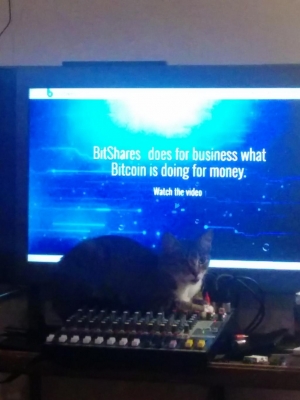 BitShares does for business what
Bitcoin is doing for money.
Watch the video